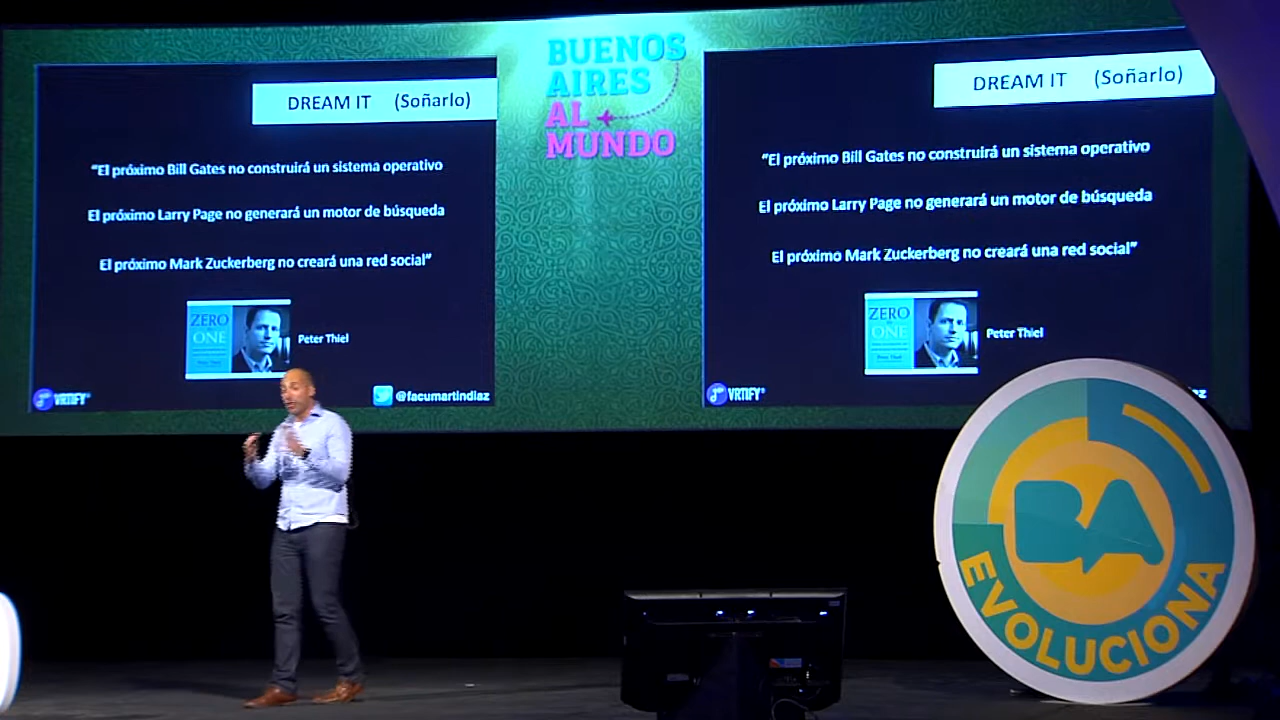 DREAM IT (Soñarlo)
“El próximo Bill Gates no construirá un sistema operativo
El próximo Larry Page no generará un motor de búsqueda
El próximo Mark Zuckerberg no creará una red social”
ZERO
ONE
Peter Thiel
VRTIFY
@facumartindiaz
BUENOS
AIRES
AL
MUNDO
DREAM IT (Soñarlo)
“El próximo Bill Gates no construirá un sistema operativo
El próximo Larry Page no generará un motor de búsqueda
El próximo Mark Zuckerberg no creará una red social”
ZERO
ONE
Peter Thiel
VRTIFY
az
BA
EVOLUCIONA